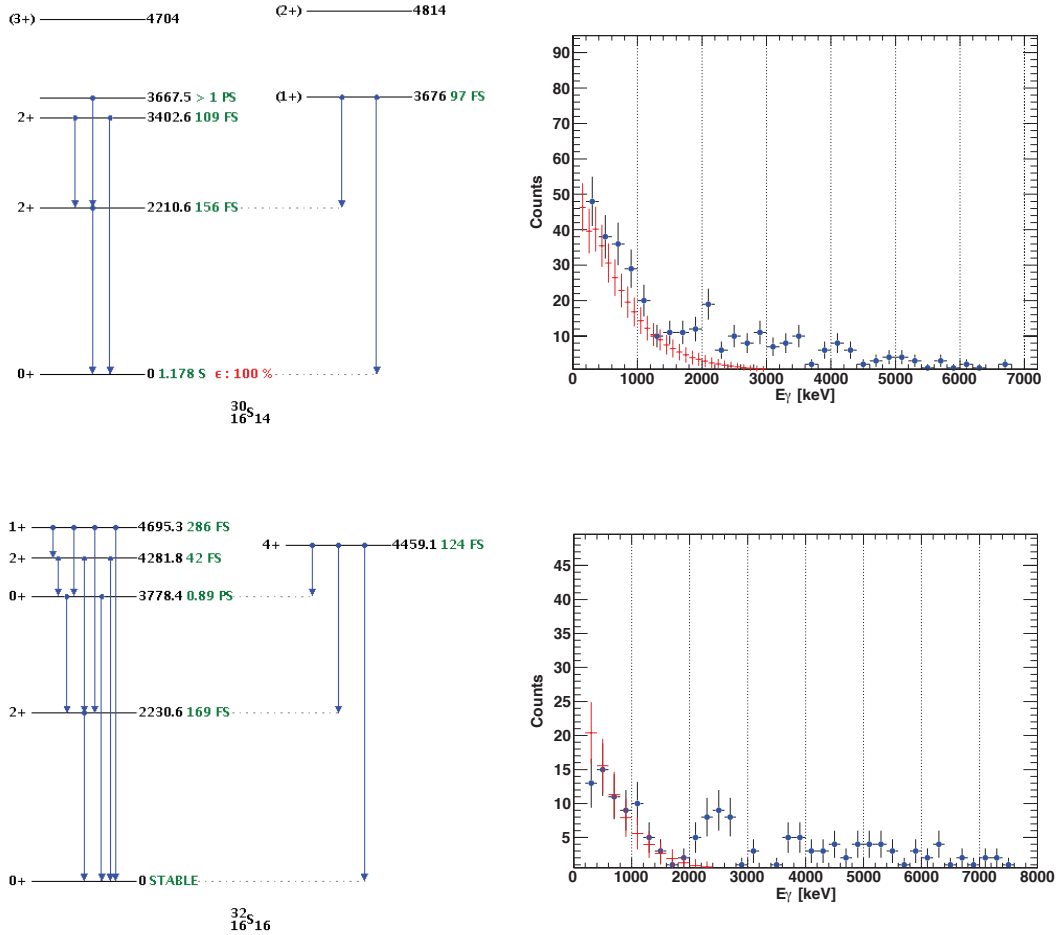 (3+) 4704
(2+) 4814
3667.5 > 1 PS
(1+) 3676 97 FS
2+ 3402.6 109 FS
2+ 2210.6 156 FS
0+ 0 1.178 S ε: 100 %
30
16S14
90
80
70
60
50
40
30
20
10
Counts
0 1000 2000 3000 4000 5000 6000 7000
Eγ [keV]
1+ 4695.3 286 FS
4+ 4459.1 124 FS
2+ 4281.8 42 FS
0+ 3778.4 0.89 PS
2+ 2230.6 169 FS
0+ 0 STABLE
32
16S16
45
40
35
30
25
20
15
10
5
Counts
0 1000 2000 3000 4000 5000 6000 7000 8000
Eγ [keV]